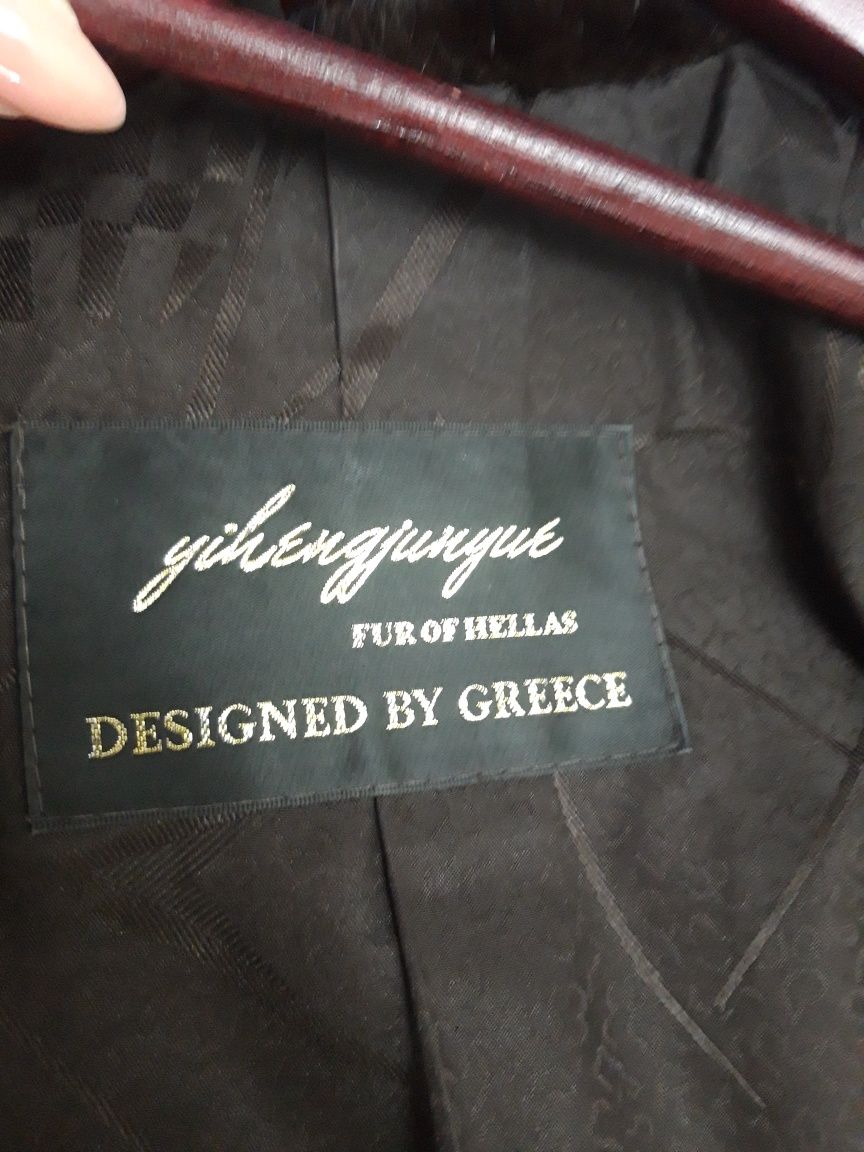 yihengjunyue
FUR OF HELLAS
DESIGNED BY GREECE